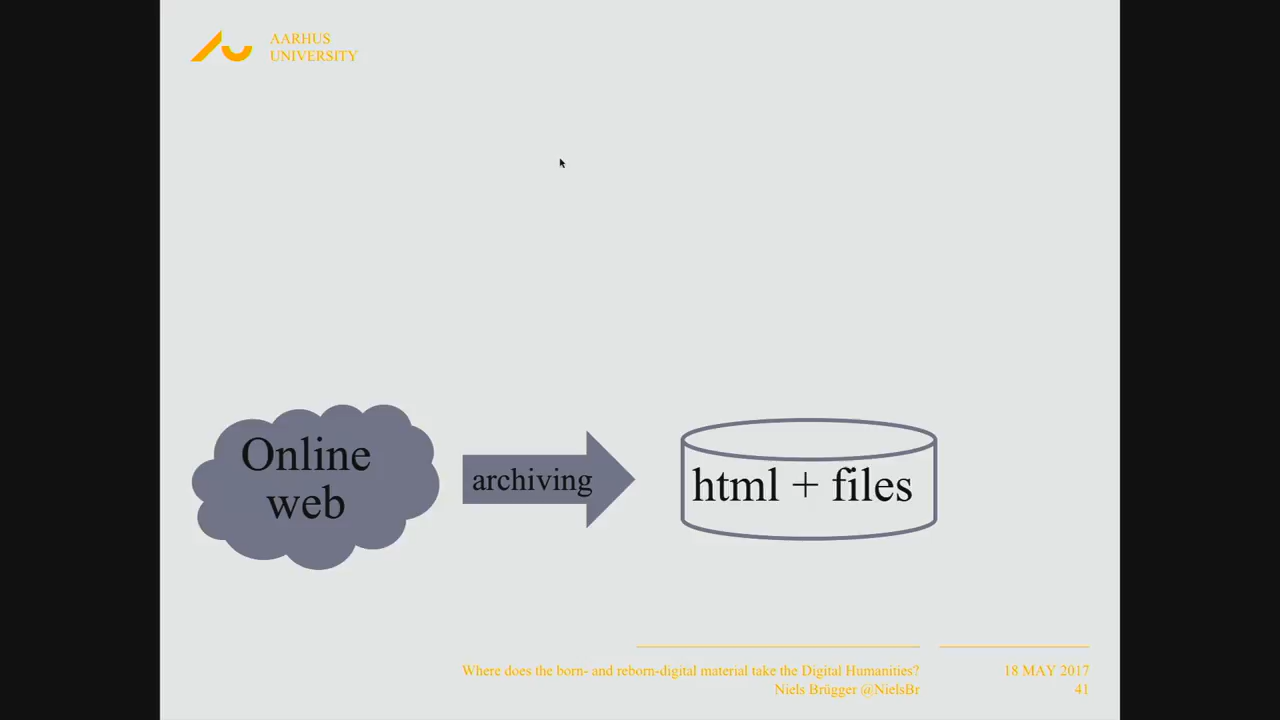 AARHUS
UNIVERSITY
Online
web
archiving
html + files
Where does the born- and reborn-digital material take the Digital Humanities?
Niels Brügger @NielsBr
18 MAY 2017
41